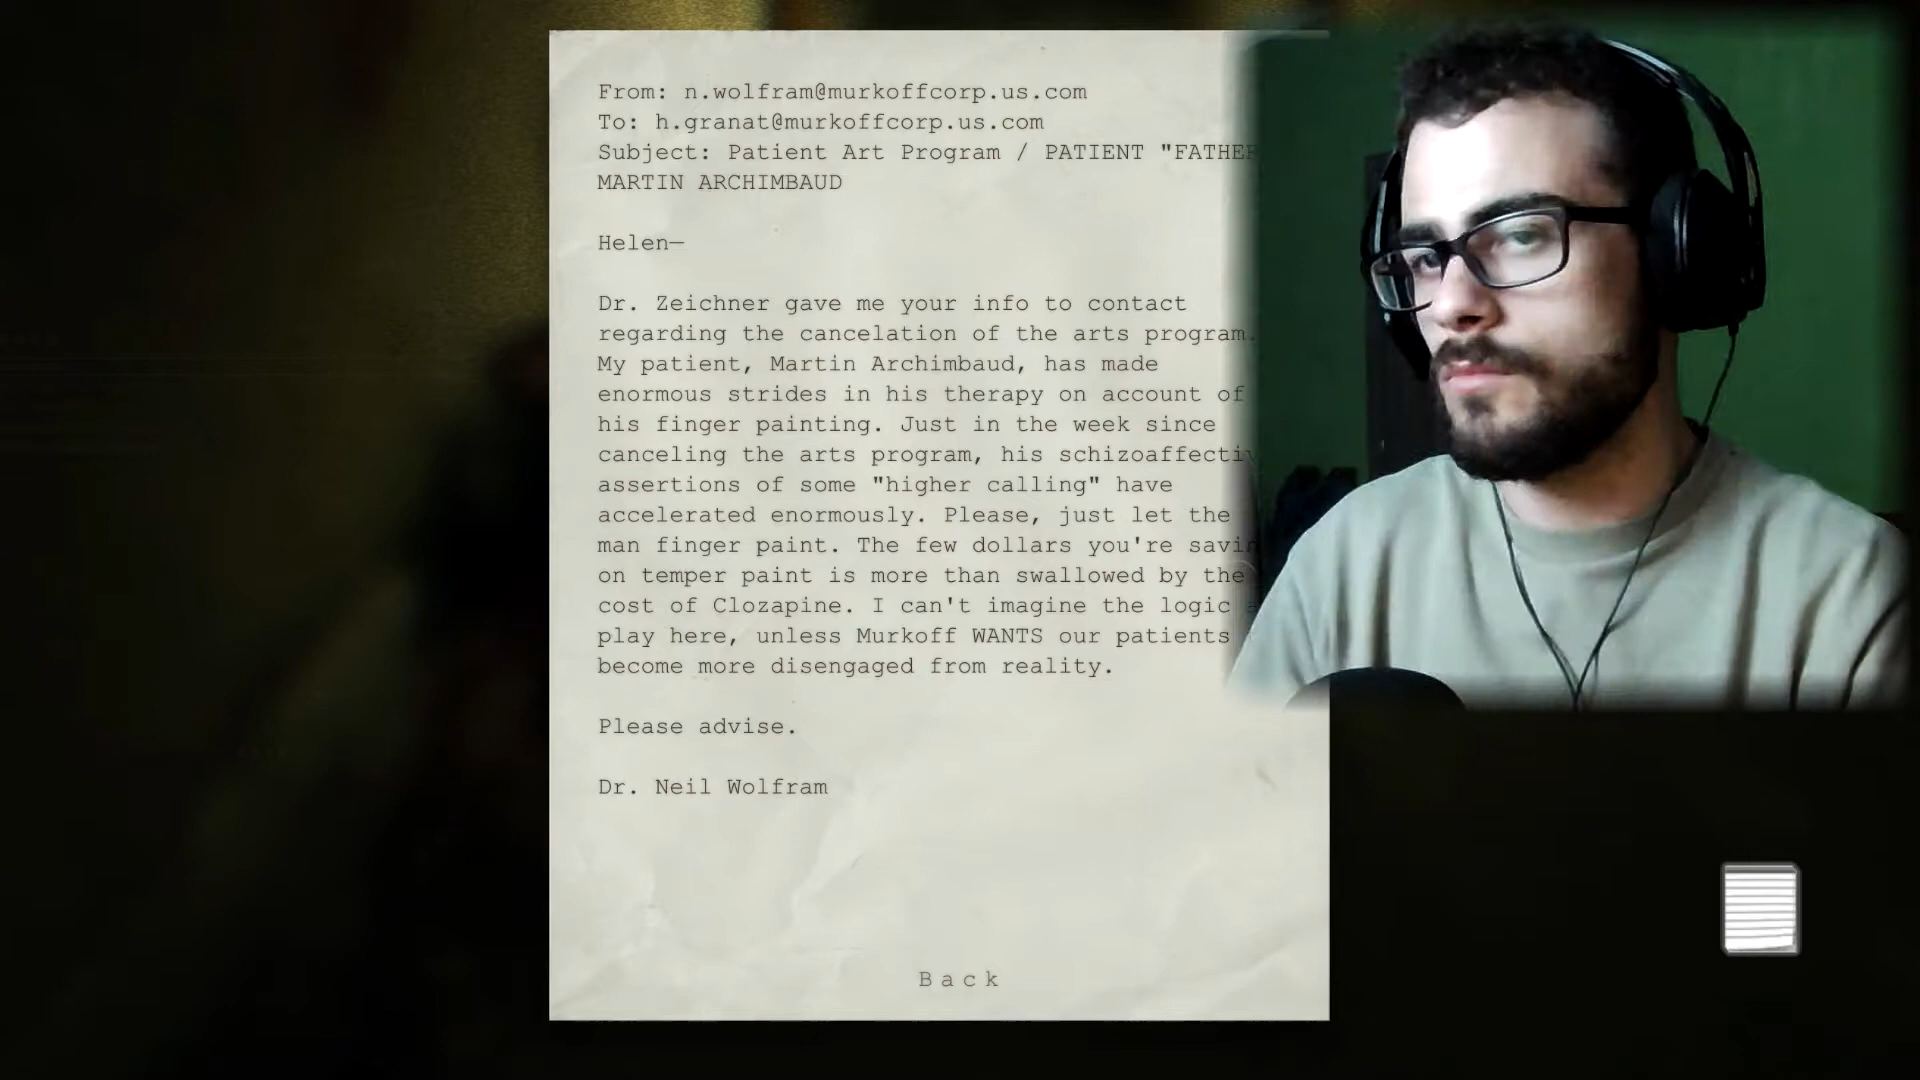 From: n.wolfram@murkoffcorp.us.com
To: h.granat@murkoffcorp.us.com
Subject: Patient Art Program / PATIENT "FATHER
MARTIN ARCHIMBAUD
Helen—
Dr. Zeichner gave me your info to contact
regarding the cancelation of the arts program.
My patient, Martin Archimbaud, has made
enormous strides in his therapy on account of
his finger painting. Just in the week since
canceling the arts program, his
assertions of some "higher calling" have
accelerated enormously. Please, just let the
man finger paint. The few dollars you're
on temper paint is more than swallowed by the
cost of Clozapine. I can't imagine the logic
play here, unless Murkoff WANTS our patients
become more disengaged from reality.
Please advise.
Dr. Neil Wolfram
Back